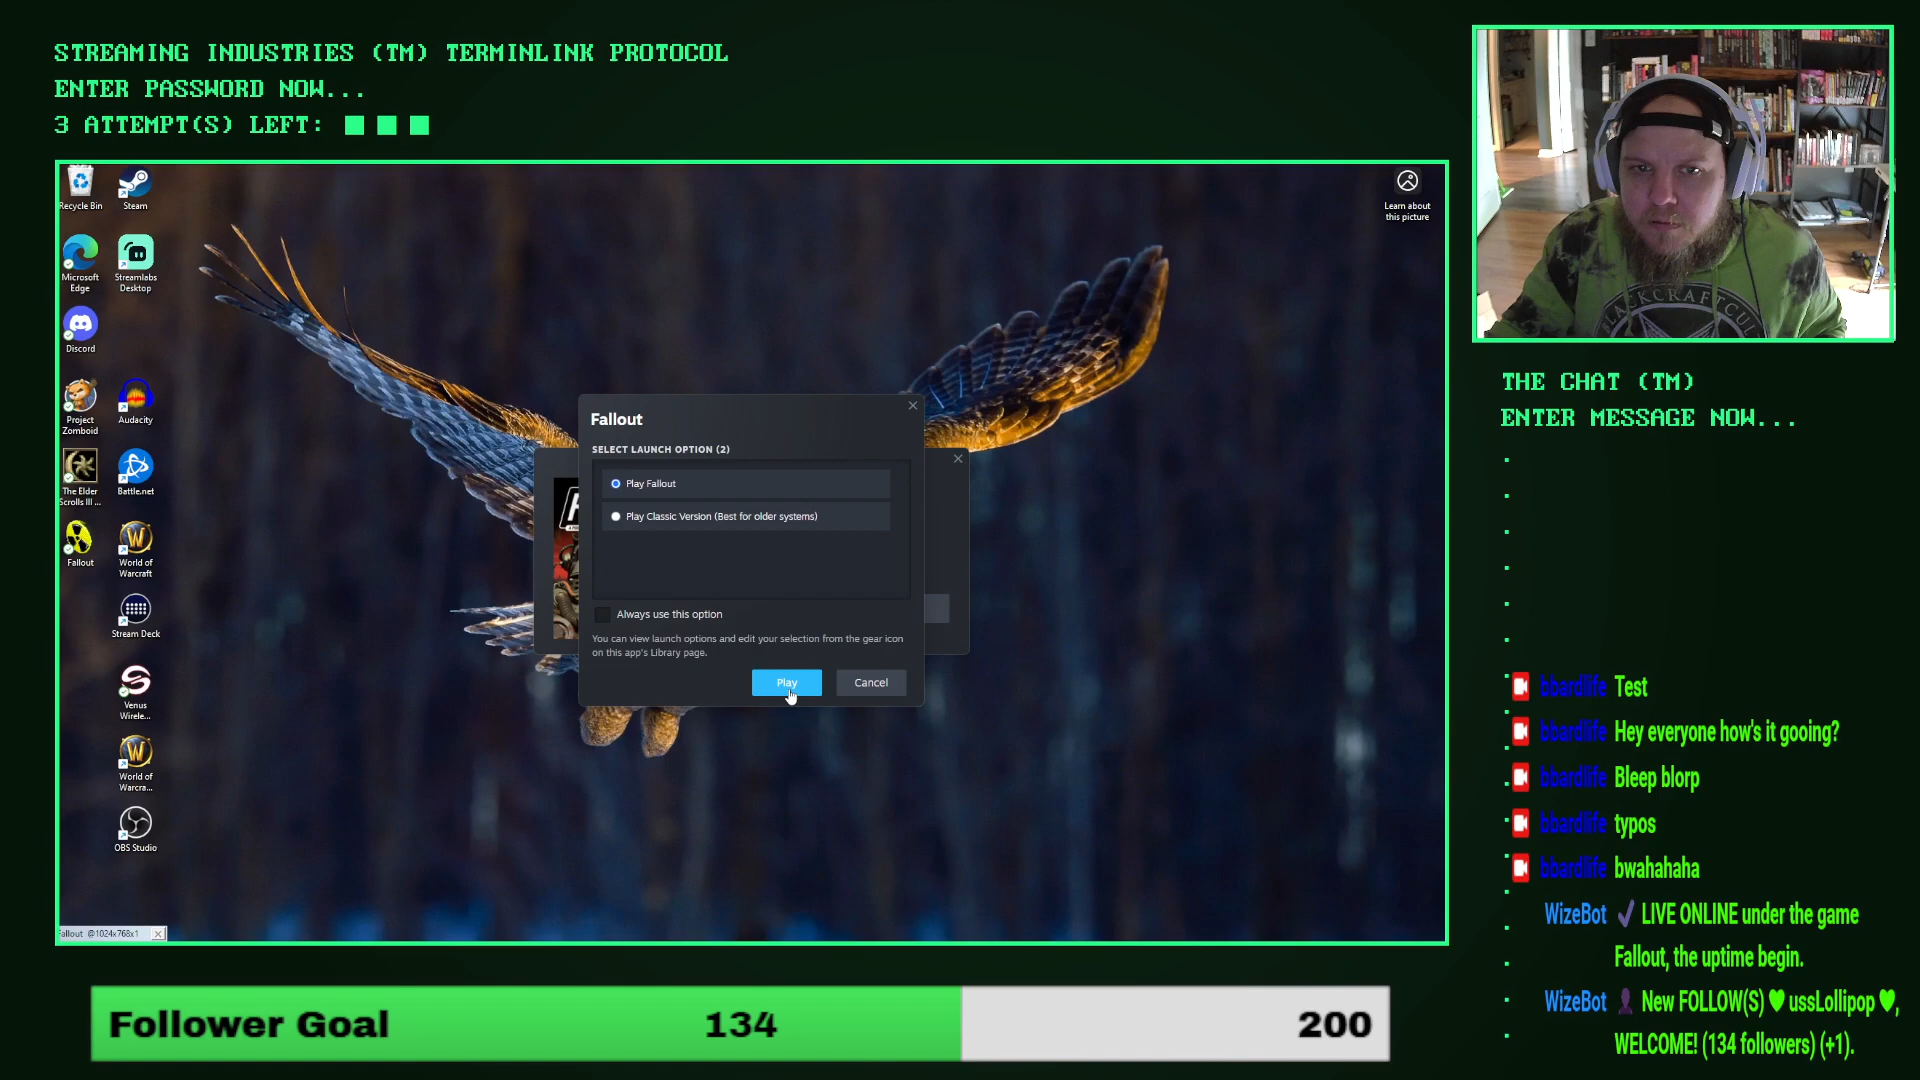 STREAMING INDUSTRIES (TM) TERMINLINK PROTOCOL
ENTER PASSWORD NOW...
3 ATTEMPT(S) LEFT:
Recycle Bin
Steam
Learn about
this picture
Microsoft
Edge
Streamlabs
Desktop
Discord
Project
Zomboid
Audacity
The Elder
Scrolls III ...
Battle.net
Fallout
World of
Warcraft
Stream Deck
Venus
Wirele...
World of
Warcra...
OBS Studio
Fallout
SELECT LAUNCH OPTION (2)
Play Fallout
Play Classic Version (Best for older systems)
Always use this option
You can view launch options and edit your selection from the gear icon
on this app's Library page.
Play
Cancel
Fallout @1024x768x1
BLACKCRAFTCUL
THE CHAT (TM)
ENTER MESSAGE NOW...
bbardlife Test
bbardlife Hey everyone how's it gooing?
bbardlife Bleep blorp
bbardlife typos
bbardlife bwahahaha
WizeBot LIVE ONLINE under the game
Fallout, the uptime begin.
WizeBot New FOLLOW(S) ussLollipop ,
WELCOME! (134 followers) (+1).
Follower Goal 134 200